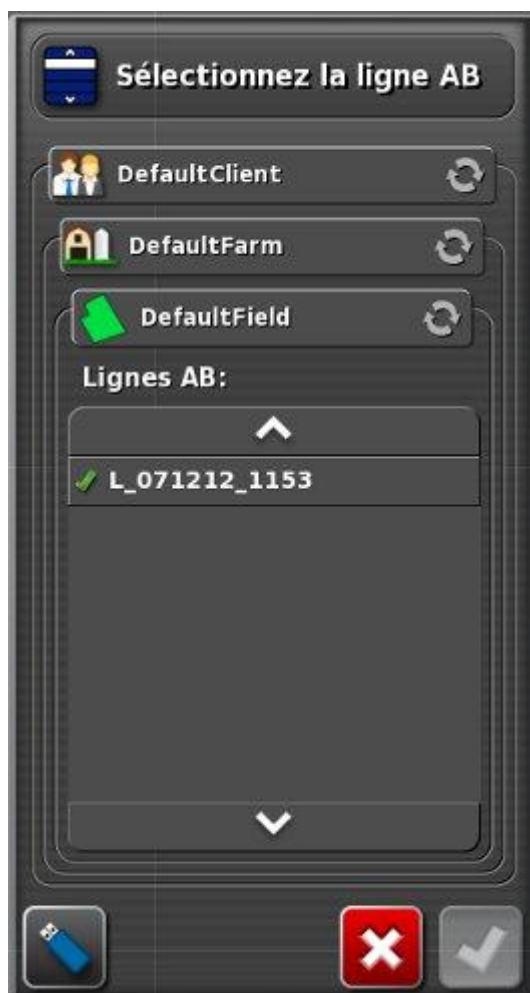 Sélectionnez la ligne AB
DefaultClient
DefaultFarm
DefaultField
Lignes AB:
L_071212_1153